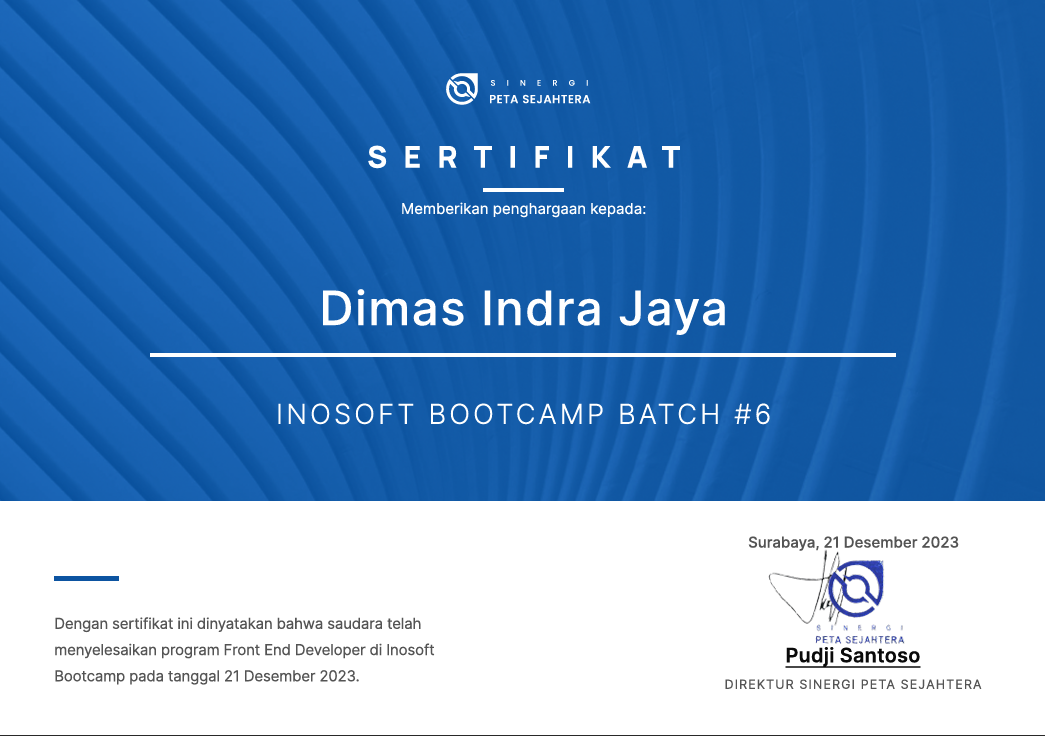 SINERGI
PETA SEJAHTERA
SERTIFIKAT
Memberikan penghargaan kepada:
Dimas Indra Jaya
INOSOFT BOOTCAMP BATCH #6
Surabaya, 21 Desember 2023
SINERGI
PETA SEJAHTERA
Pudji Santoso
DIREKTUR SINERGI PETA SEJAHTERA
Dengan sertifikat ini dinyatakan bahwa saudara telah
menyelesaikan program Front End Developer di Inosoft
Bootcamp pada tanggal 21 Desember 2023.